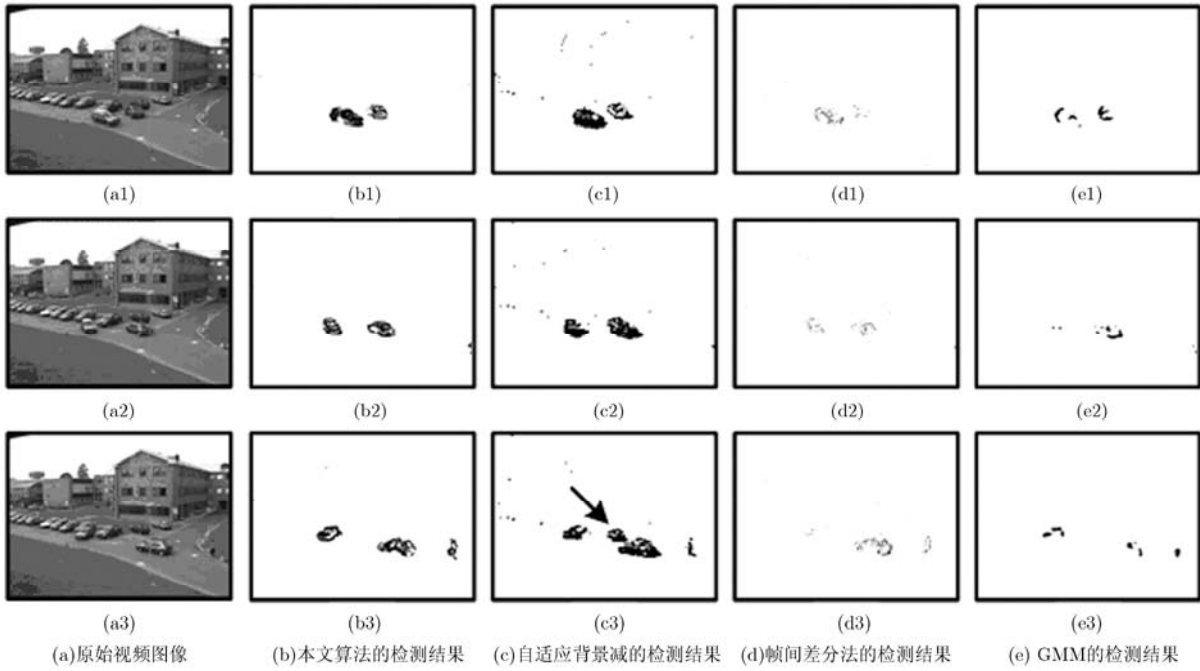 (a1) (b1) (c1) (d1) (e1)
(a2) (b2) (c2) (d2) (e2)
(a3) (b3) (c3) (d3) (e3)
(a)原始视频图像 (b)本文算法的检测结果 (c)自适应背景减的检测结果 (d)帧间差分法的检测结果 (e) GMM的检测结果